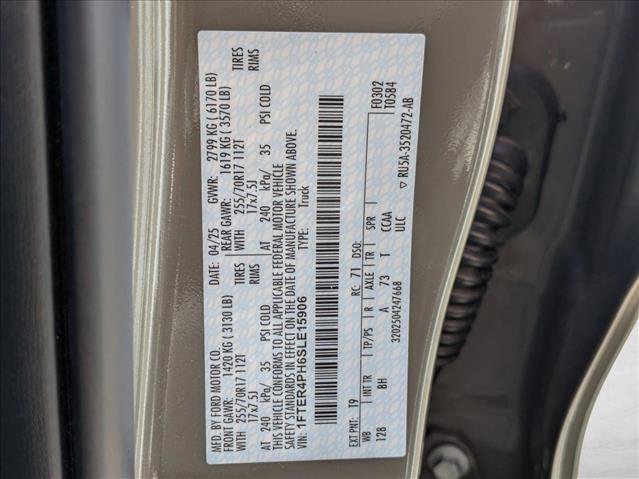 MFD. BY FORD MOTOR CO.
DATE: 04/25 GVWR: 2799 KG ( 6170 LB)
FRONT GAWR: 1420 KG ( 3130 LB) REAR GAWR: 1619 KG ( 3570 LB)
WITH 255/70R17 112T TIRES WITH 255/70R17 112T TIRES
17x7.5J RIMS 17x7.5J RIMS
AT 240 kPa/ 35 PSI COLD AT 240 kPa/ 35 PSI COLD
THIS VEHICLE CONFORMS TO ALL APPLICABLE FEDERAL MOTOR VEHICLE
SAFETY STANDARDS IN EFFECT ON THE DATE OF MANUFACTURE SHOWN ABOVE.
VIN: 1FTER4PH6SLE15906
TYPE: Truck
F0302
T0584
EXT PNT: T9 RC: 71 DSO:
WB INT TR TP/PS R AXLE TR SPR
128 BH A 73 T CCAA
ULC
3202504247668
▽ RU5A-3520472-AB